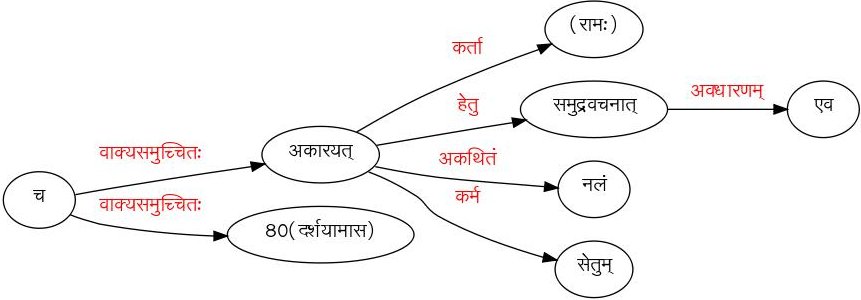 (रामः)
कर्ता
अवधारणम्
हेतु
समुद्रवचनात्
एव
वाक्यसमुच्चितः
अकारयत्
अकथितं
नलं
च
वाक्यसमुच्चितः
कर्म
80(दर्शयामास)
सेतुम्